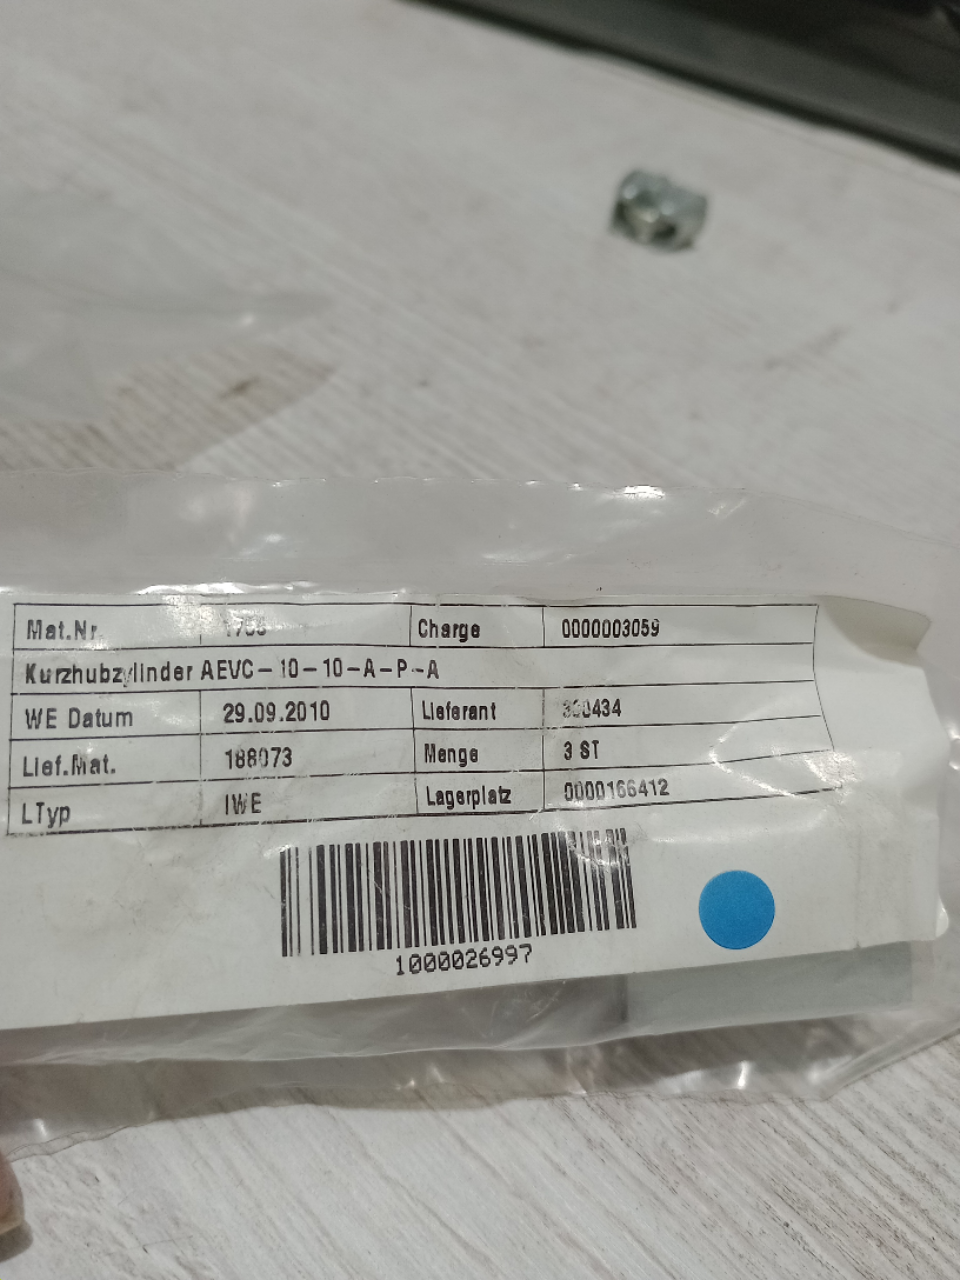 Mat.Nr. Charge 0000003059
Kurzhubzylinder AEVC-10-10-A-P-A
WE Datum 29.09.2010 Lieferant
Lief.Mat. 188073 Menge 3 ST
LTyp IWE Lagerplatz 0000166412
1000026997